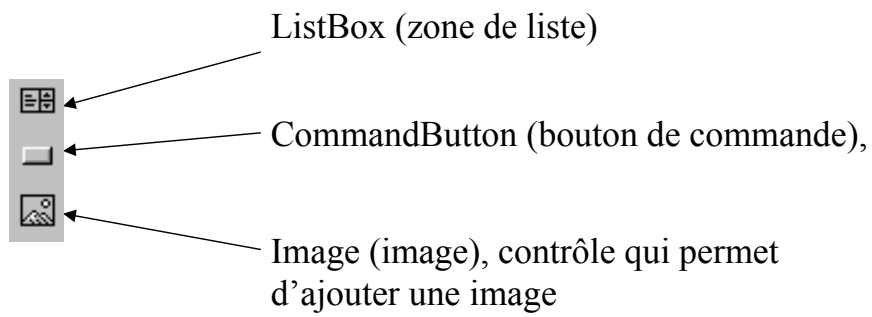 ListBox (zone de liste)
CommandButton (bouton de commande),
Image (image), contrôle qui permet
d’ajouter une image